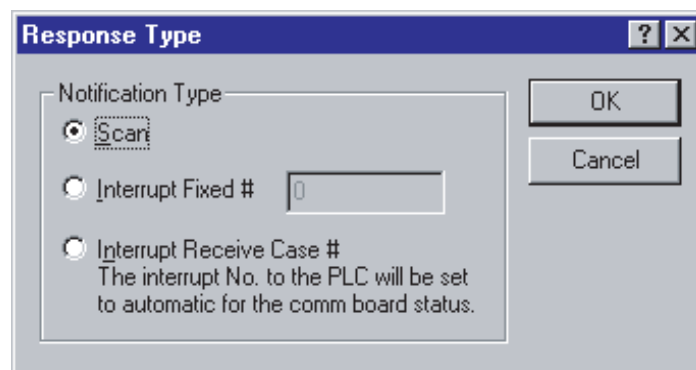 Response Type
Notification Type
Scan
Interrupt Fixed #
0
Interrupt Receive Case #
The interrupt No. to the PLC will be set
to automatic for the comm board status.
OK
Cancel